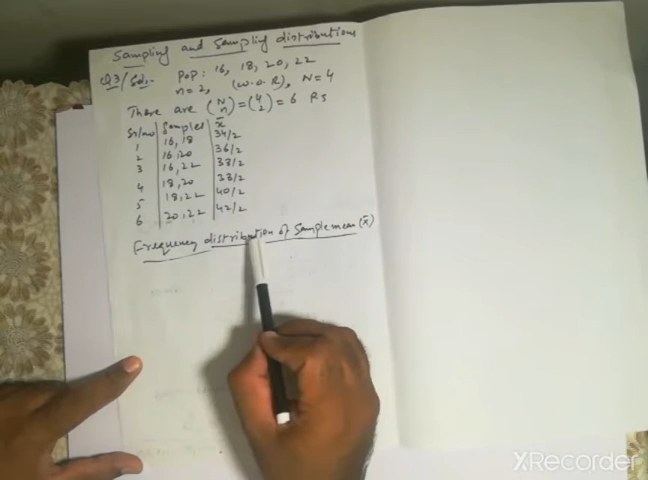 Sampling and Sampling distributions
Q3/ Sol:- Pop: 16, 18, 20, 22
n=2, (w.o.R), N=4
There are (N n) = (4 2) = 6 RS
Sr/no Samples x̄
1 16,18 34/2
2 16,20 36/2
3 16,22 38/2
4 18,20 38/2
5 18,22 40/2
6 20,22 42/2
Frequency distribution of Sample mean (x̄)
XRecorder